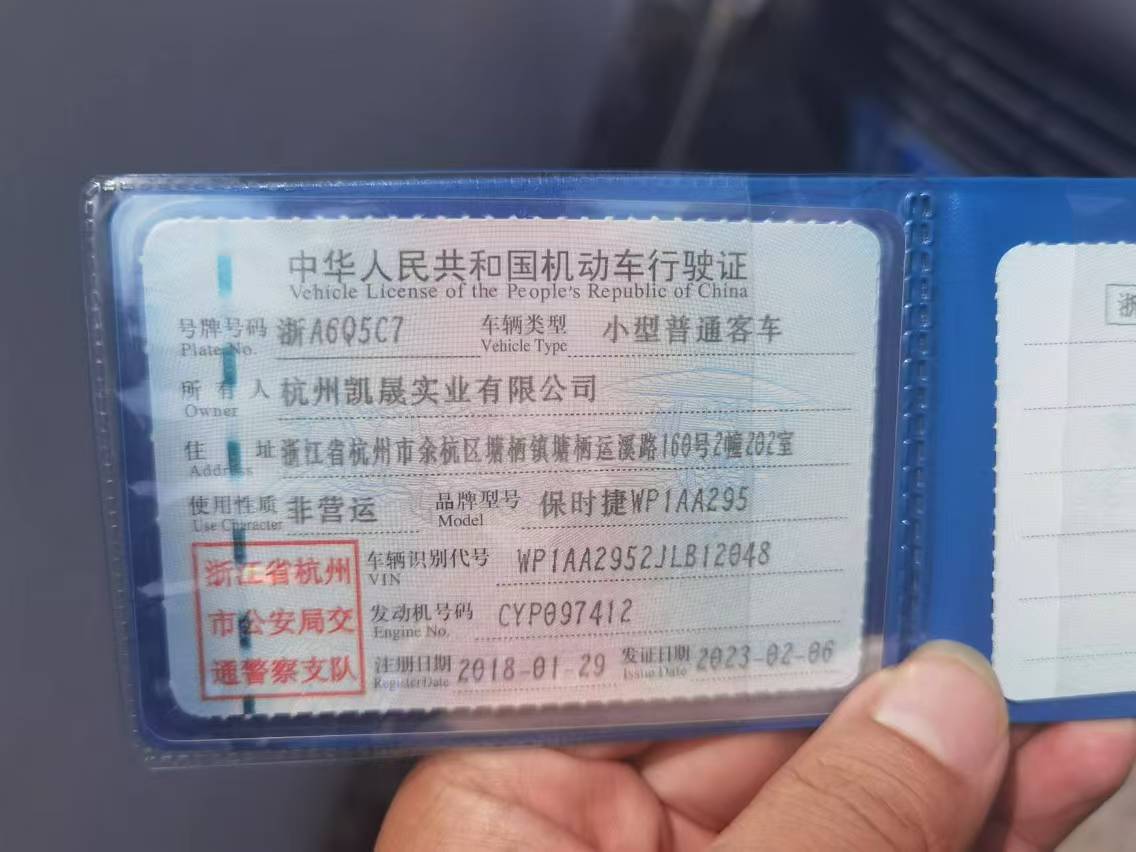 中华人民共和国机动车行驶证
Vehicle License of the People's Republic of China
号牌号码 浙A6Q5C7 车辆类型 小型普通客车
Plate No. Vehicle Type
所有人 杭州凯晟实业有限公司
Owner
住址 浙江省杭州市余杭区塘栖镇塘栖运溪路160号2幢202室
Address
使用性质 非营运 品牌型号 保时捷WP1AA295
Use Character Model
浙江省杭州
市公安局交
通警察支队
车辆识别代号 WP1AA2952JLB12048
VIN
发动机号码 CYP097412
Engine No.
注册日期 2018-01-29 发证日期 2023-02-06
Register Date Issue Date
浙